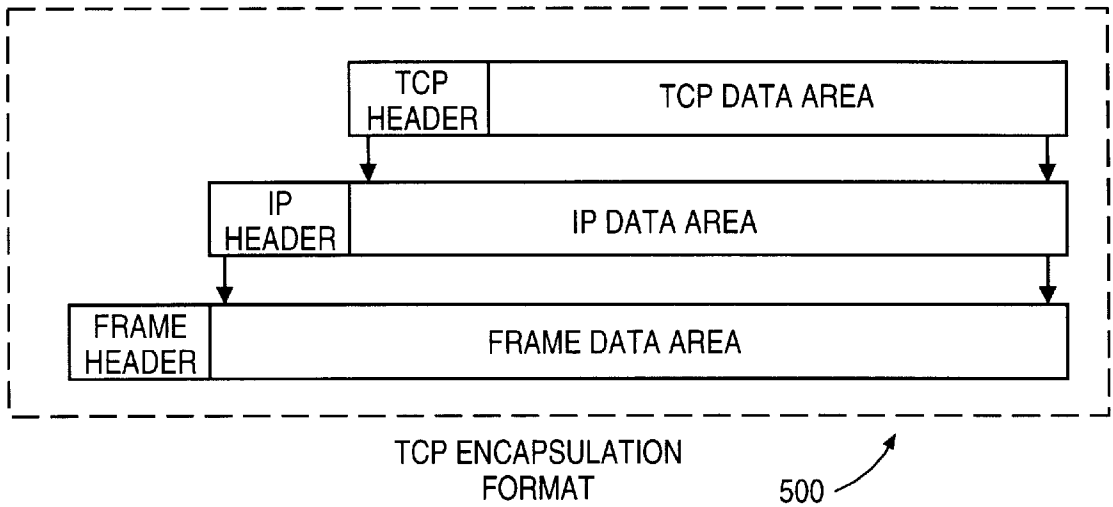 TCP
HEADER
TCP DATA AREA
IP
HEADER
IP DATA AREA
FRAME
HEADER
FRAME DATA AREA
TCP ENCAPSULATION
FORMAT
500